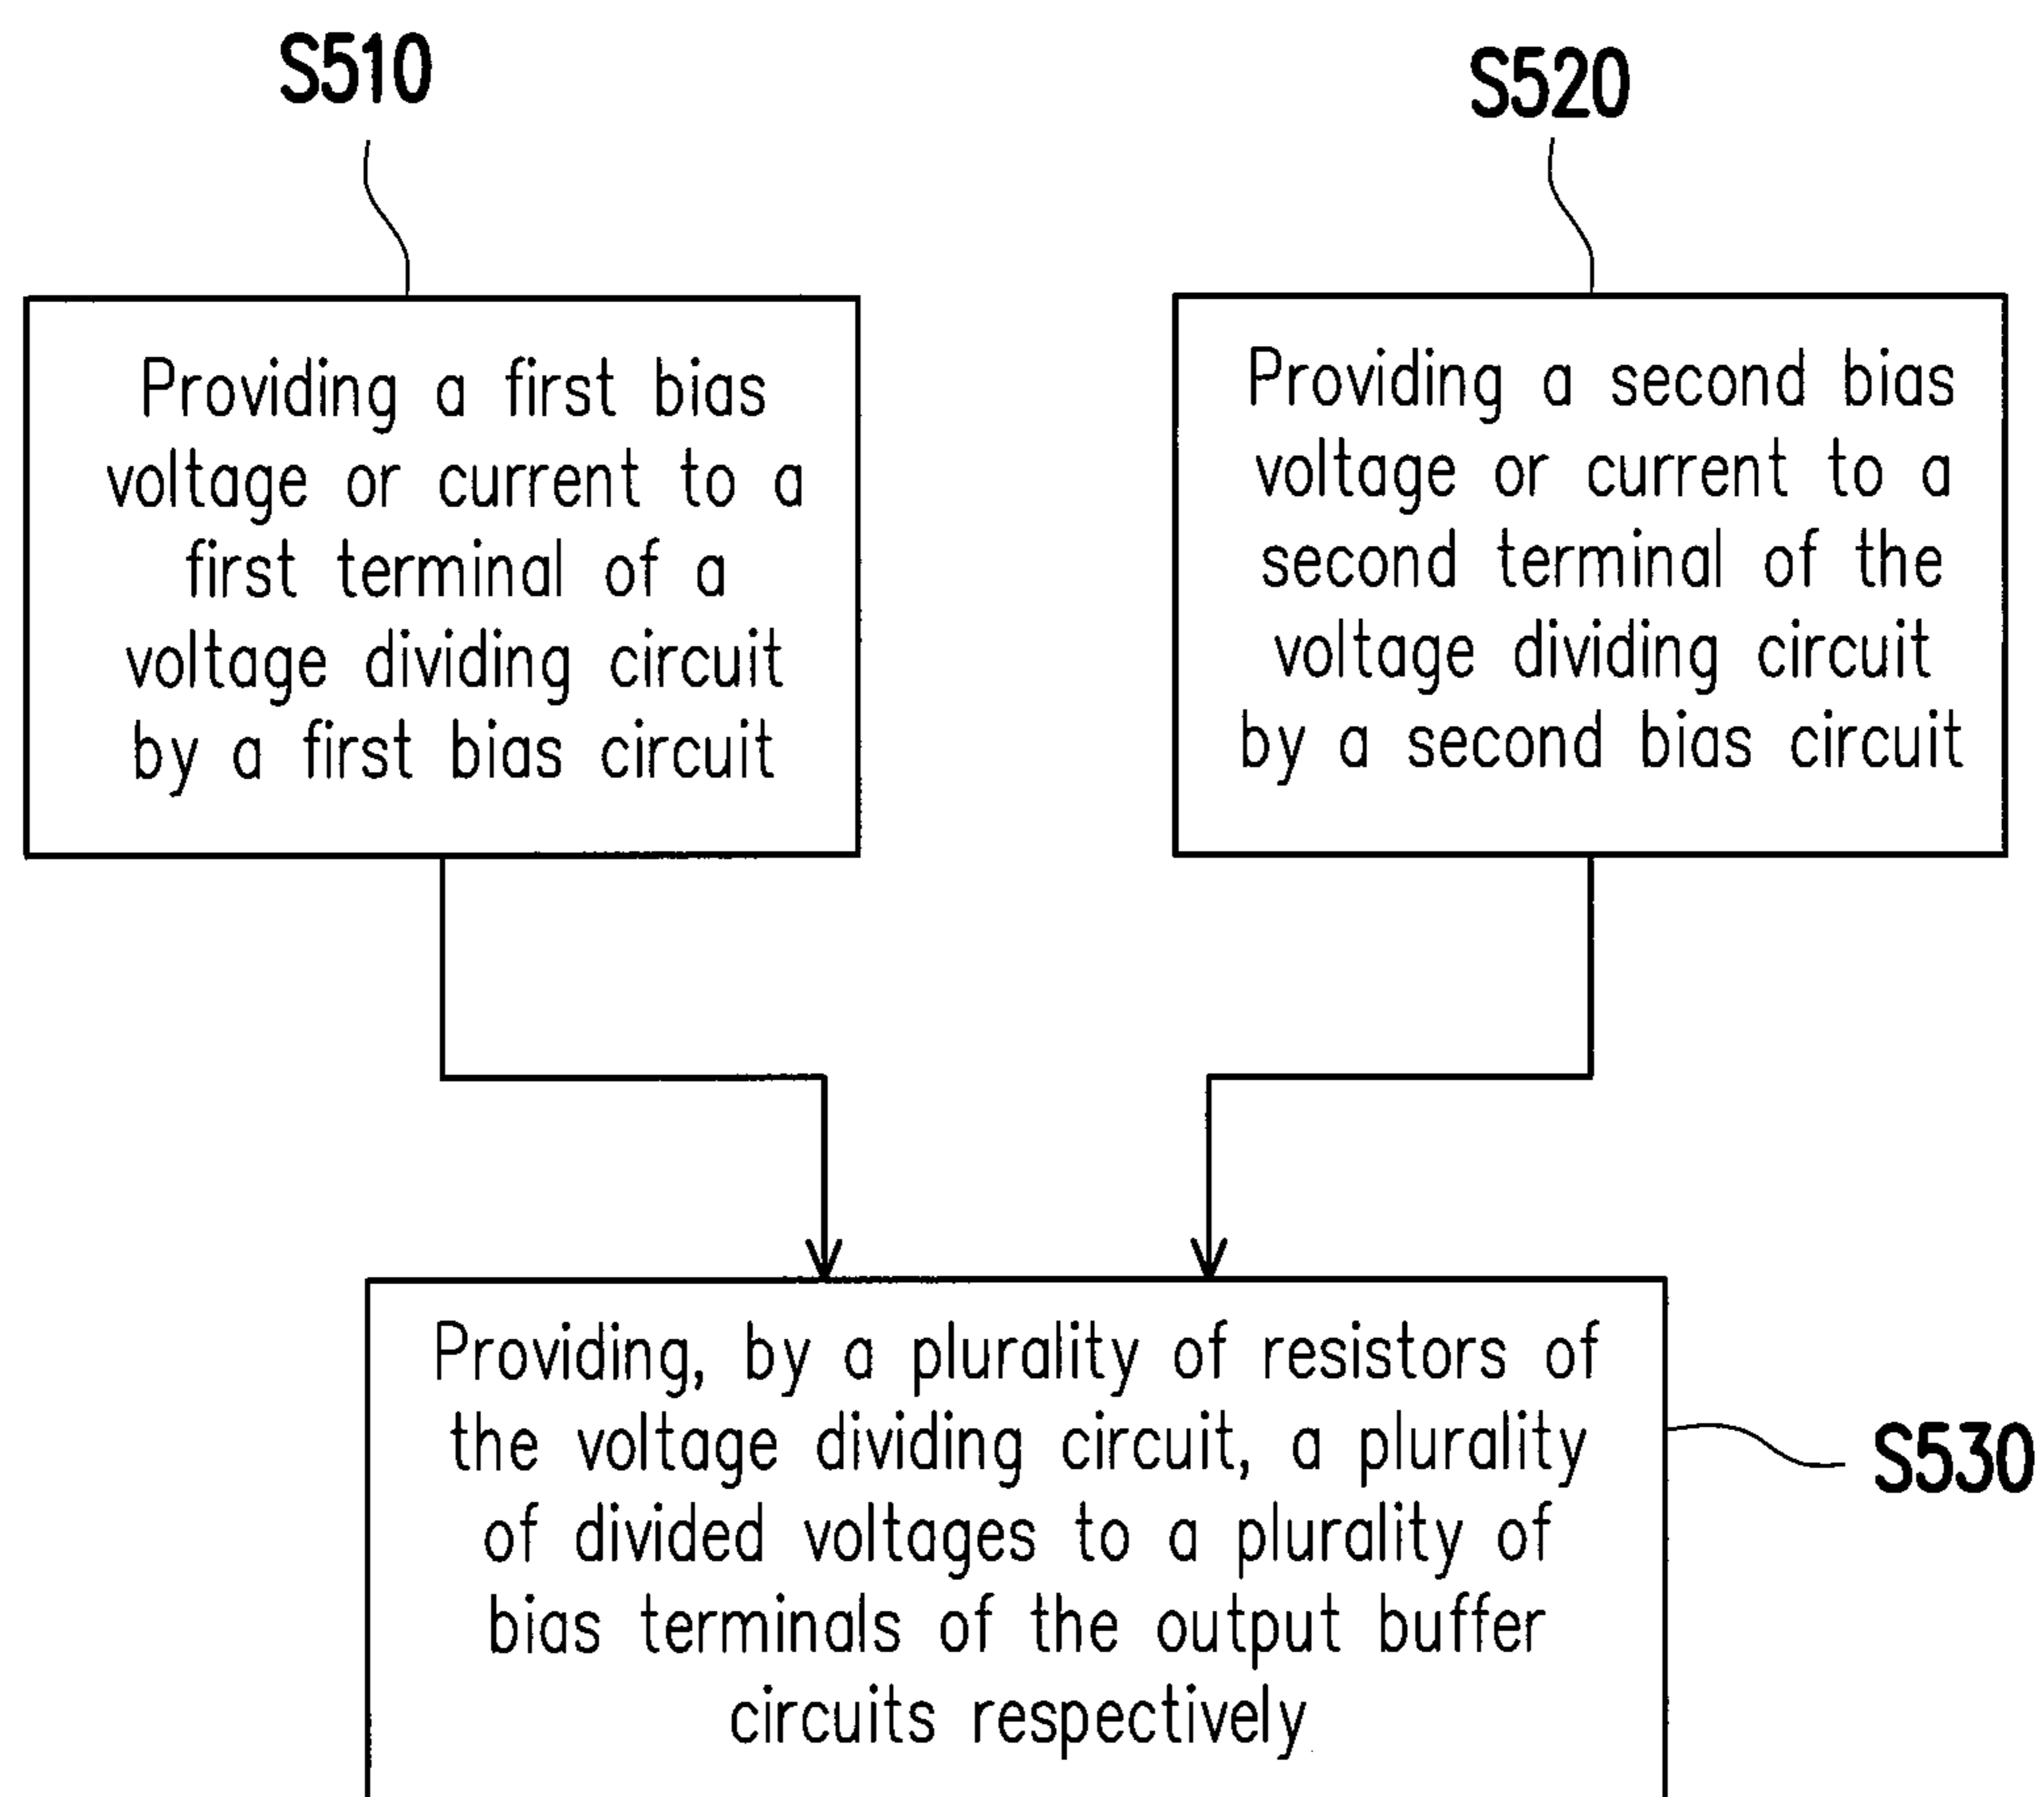 S510
Providing a first bias
voltage or current to a
first terminal of a
voltage dividing circuit
by a first bias circuit
S520
Providing a second bias
voltage or current to a
second terminal of the
voltage dividing circuit
by a second bias circuit
Providing, by a plurality of resistors of
the voltage dividing circuit, a plurality
of divided voltages to a plurality of
bias terminals of the output buffer
circuits respectively
S530